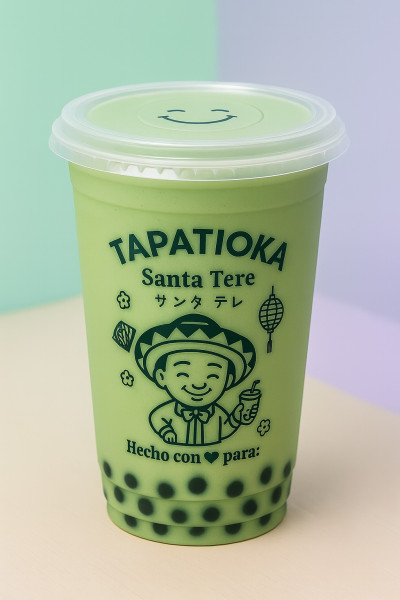 TAPATIOKA
Santa Tere
サンタ テレ
Hecho con ♥ para: